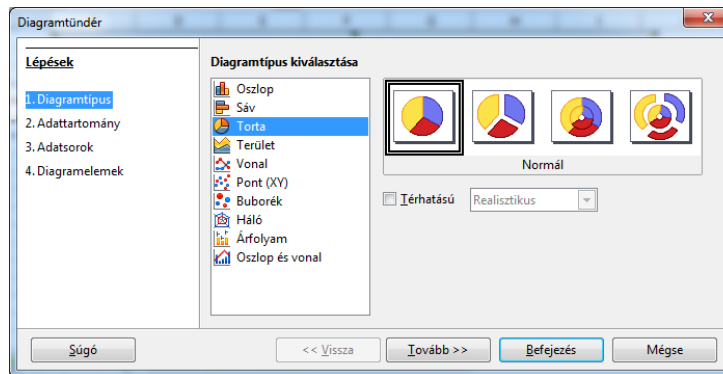 Diagramtündér
Lépések
1. Diagramtípus
2. Adattartomány
3. Adatsorok
4. Diagramelemek
Diagramtípus kiválasztása
Oszlop
Sáv
Torta
Terület
Vonal
Pont (XY)
Buborék
Háló
Árfolyam
Oszlop és vonal
Normál
Térhatású
Realisztikus
Súgó
<< Vissza
Tovább >>
Befejezés
Mégse